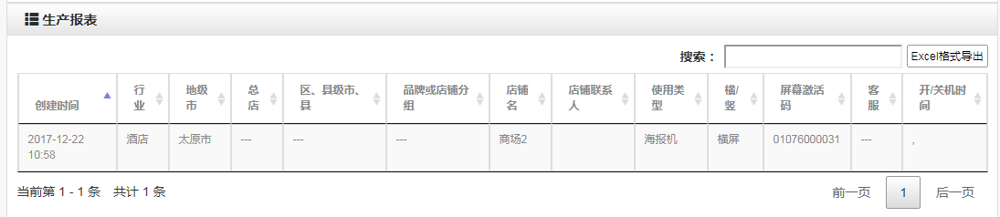 生产报表
搜索： Excel格式导出
创建时间 行业 地级市 总店 区、县级市、县 品牌或店铺分组 店铺名 店铺联系人 使用类型 横/竖 屏幕激活码 客服 开/关机时间
2017-12-22 10:58 酒店 太原市 --- --- --- 商场2 海报机 横屏 01076000031 --- ,
当前第 1 - 1 条 共计 1 条 前一页 1 后一页